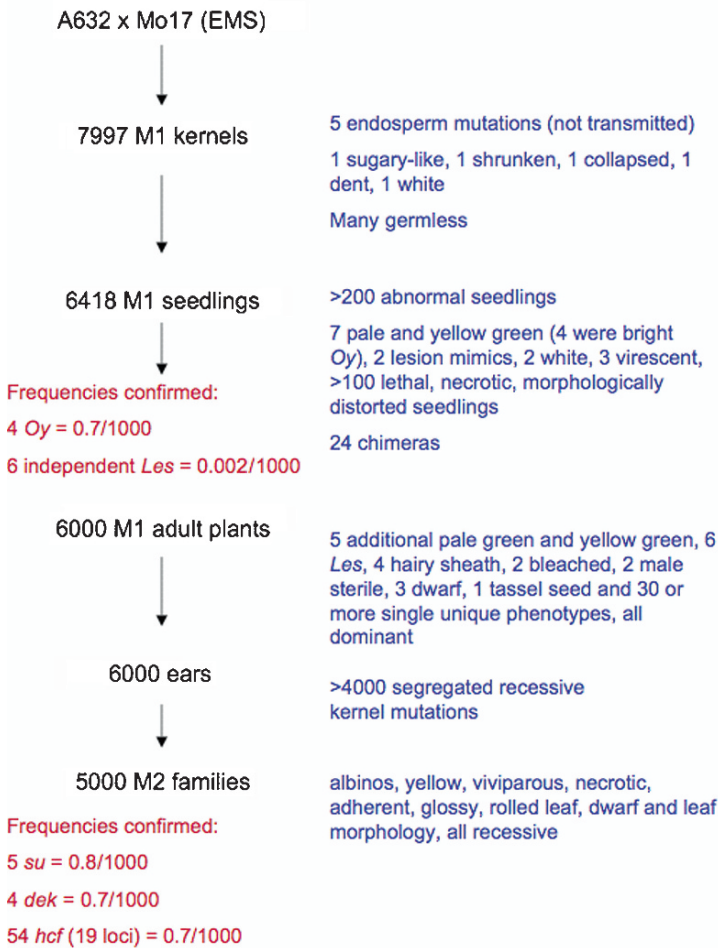 A632 x Mo17 (EMS)
7997 M1 kernels
5 endosperm mutations (not transmitted)
1 sugary-like, 1 shrunken, 1 collapsed, 1
dent, 1 white
Many germless
6418 M1 seedlings
>200 abnormal seedlings
7 pale and yellow green (4 were bright
Oy), 2 lesion mimics, 2 white, 3 virescent,
>100 lethal, necrotic, morphologically
distorted seedlings
24 chimeras
Frequencies confirmed:
4 Oy = 0.7/1000
6 independent Les = 0.002/1000
6000 M1 adult plants
5 additional pale green and yellow green, 6
Les, 4 hairy sheath, 2 bleached, 2 male
sterile, 3 dwarf, 1 tassel seed and 30 or
more single unique phenotypes, all
dominant
6000 ears
>4000 segregated recessive
kernel mutations
5000 M2 families
albinos, yellow, viviparous, necrotic,
adherent, glossy, rolled leaf, dwarf and leaf
morphology, all recessive
Frequencies confirmed:
5 su = 0.8/1000
4 dek = 0.7/1000
54 hcf (19 loci) = 0.7/1000